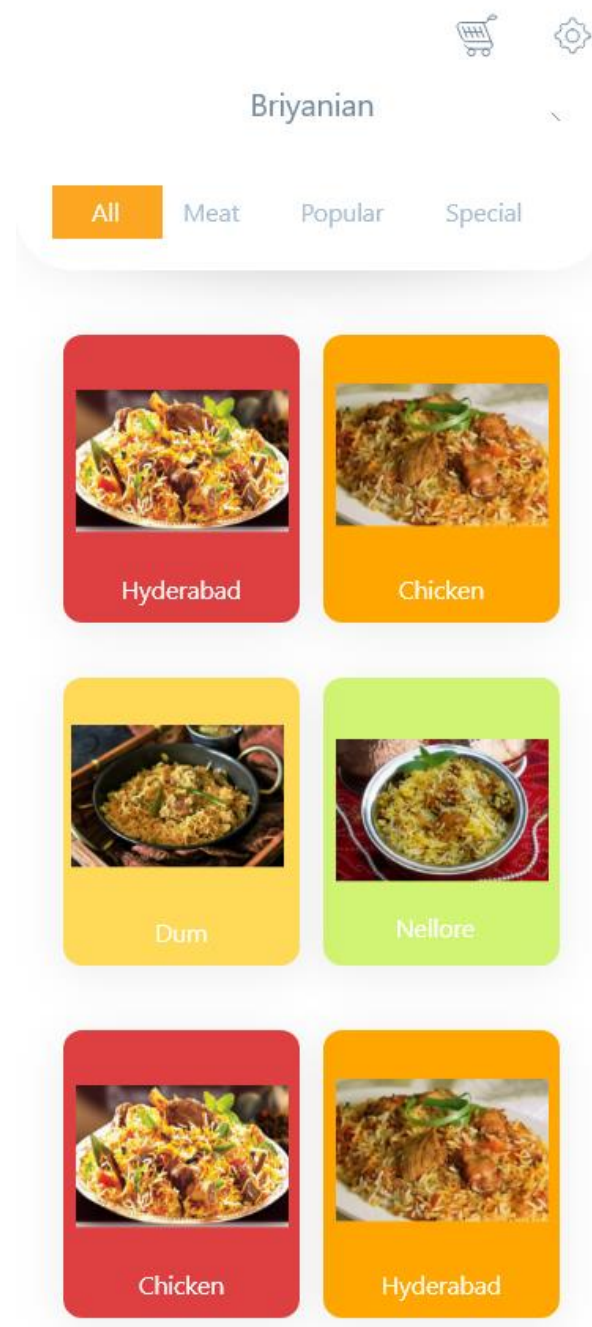 Briyanian
All Meat Popular Special
Hyderabad Chicken
Dum Nellore
Chicken Hyderabad